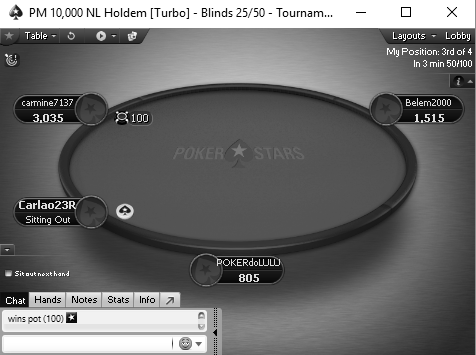 PM 10,000 NL Holdem [Turbo] - Blinds 25/50 - Tournam...
Table
Layouts
Lobby
My Position: 3rd of 4
In 3 min 50/100
i
carmine7137
3,035
100
Belem2000
1,515
POKER STARS
Carlao23R
Sitting Out
POKERdoLULU
805
Sit out next hand
Chat Hands Notes Stats Info
wins pot (100)